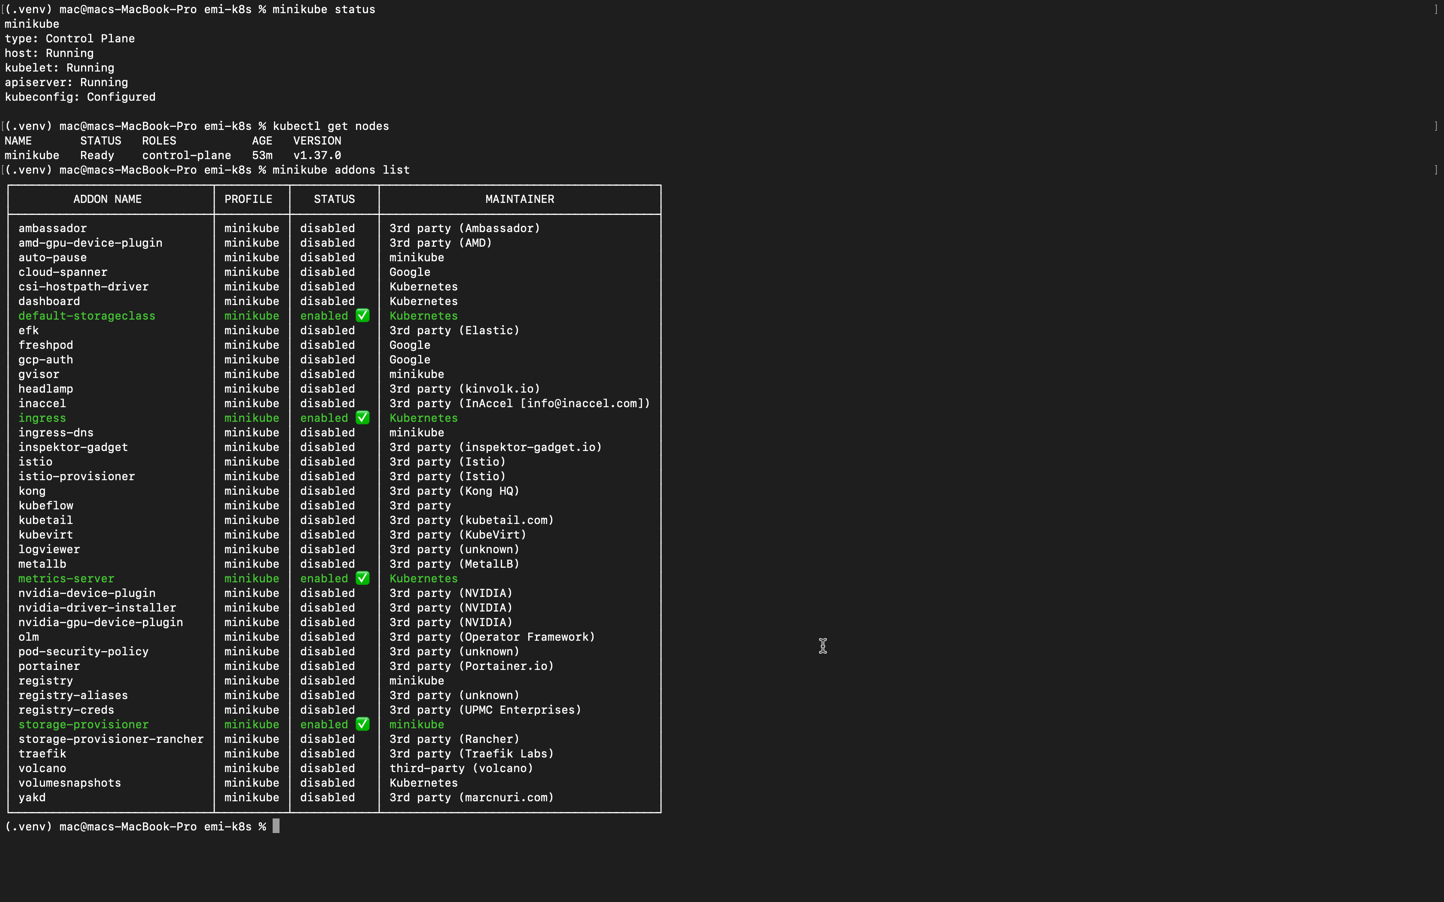 (.venv) mac@macs-MacBook-Pro emi-k8s % minikube status
minikube
type: Control Plane
host: Running
kubelet: Running
apiserver: Running
kubeconfig: Configured
(.venv) mac@macs-MacBook-Pro emi-k8s % kubectl get nodes
NAME STATUS ROLES AGE VERSION
minikube Ready control-plane 53m v1.37.0
(.venv) mac@macs-MacBook-Pro emi-k8s % minikube addons list
ADDON NAME PROFILE STATUS MAINTAINER
ambassador minikube disabled 3rd party (Ambassador)
amd-gpu-device-plugin minikube disabled 3rd party (AMD)
auto-pause minikube disabled minikube
cloud-spanner minikube disabled Google
csi-hostpath-driver minikube disabled Kubernetes
dashboard minikube disabled Kubernetes
default-storageclass minikube enabled ✅ Kubernetes
efk minikube disabled 3rd party (Elastic)
freshpod minikube disabled Google
gcp-auth minikube disabled Google
gvisor minikube disabled minikube
headlamp minikube disabled 3rd party (kinvolk.io)
inaccel minikube disabled 3rd party (InAccel [info@inaccel.com])
ingress minikube enabled ✅ Kubernetes
ingress-dns minikube disabled minikube
inspektor-gadget minikube disabled 3rd party (inspektor-gadget.io)
istio minikube disabled 3rd party (Istio)
istio-provisioner minikube disabled 3rd party (Istio)
kong minikube disabled 3rd party (Kong HQ)
kubeflow minikube disabled 3rd party
kubetail minikube disabled 3rd party (kubetail.com)
kubevirt minikube disabled 3rd party (KubeVirt)
logviewer minikube disabled 3rd party (unknown)
metallb minikube disabled 3rd party (MetalLB)
metrics-server minikube enabled ✅ Kubernetes
nvidia-device-plugin minikube disabled 3rd party (NVIDIA)
nvidia-driver-installer minikube disabled 3rd party (NVIDIA)
nvidia-gpu-device-plugin minikube disabled 3rd party (NVIDIA)
olm minikube disabled 3rd party (Operator Framework)
pod-security-policy minikube disabled 3rd party (unknown)
portainer minikube disabled 3rd party (Portainer.io)
registry minikube disabled minikube
registry-aliases minikube disabled 3rd party (unknown)
registry-creds minikube disabled 3rd party (UPMC Enterprises)
storage-provisioner minikube enabled ✅ minikube
storage-provisioner-rancher minikube disabled 3rd party (Rancher)
traefik minikube disabled 3rd party (Traefik Labs)
volcano minikube disabled third-party (volcano)
volumesnapshots minikube disabled Kubernetes
yakd minikube disabled 3rd party (marcnuri.com)
(.venv) mac@macs-MacBook-Pro emi-k8s %